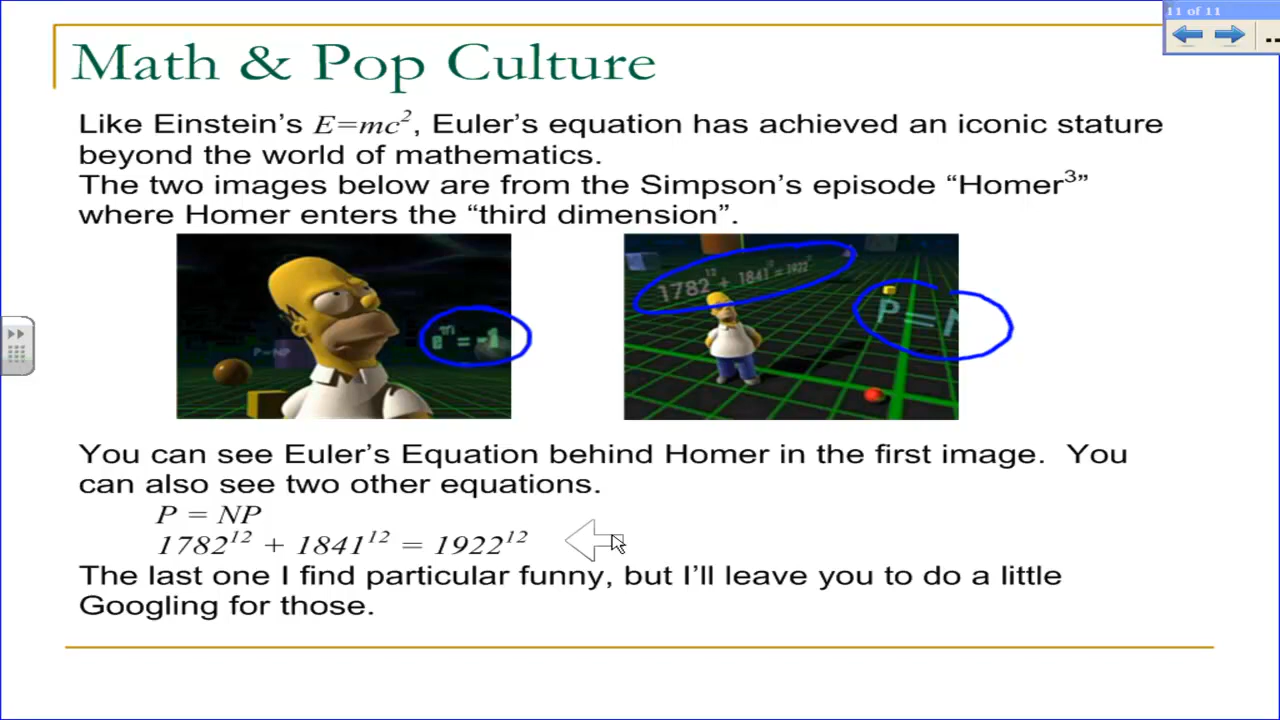 11 of 11
Math & Pop Culture
Like Einstein's E=mc², Euler's equation has achieved an iconic stature
beyond the world of mathematics.
The two images below are from the Simpson's episode “Homer³”
where Homer enters the “third dimension”.
P=NP
e^πi = -1
1782¹² + 1841¹² = 1922¹²
P=N
You can see Euler's Equation behind Homer in the first image. You
can also see two other equations.
P = NP
1782¹² + 1841¹² = 1922¹²
The last one I find particular funny, but I'll leave you to do a little
Googling for those.